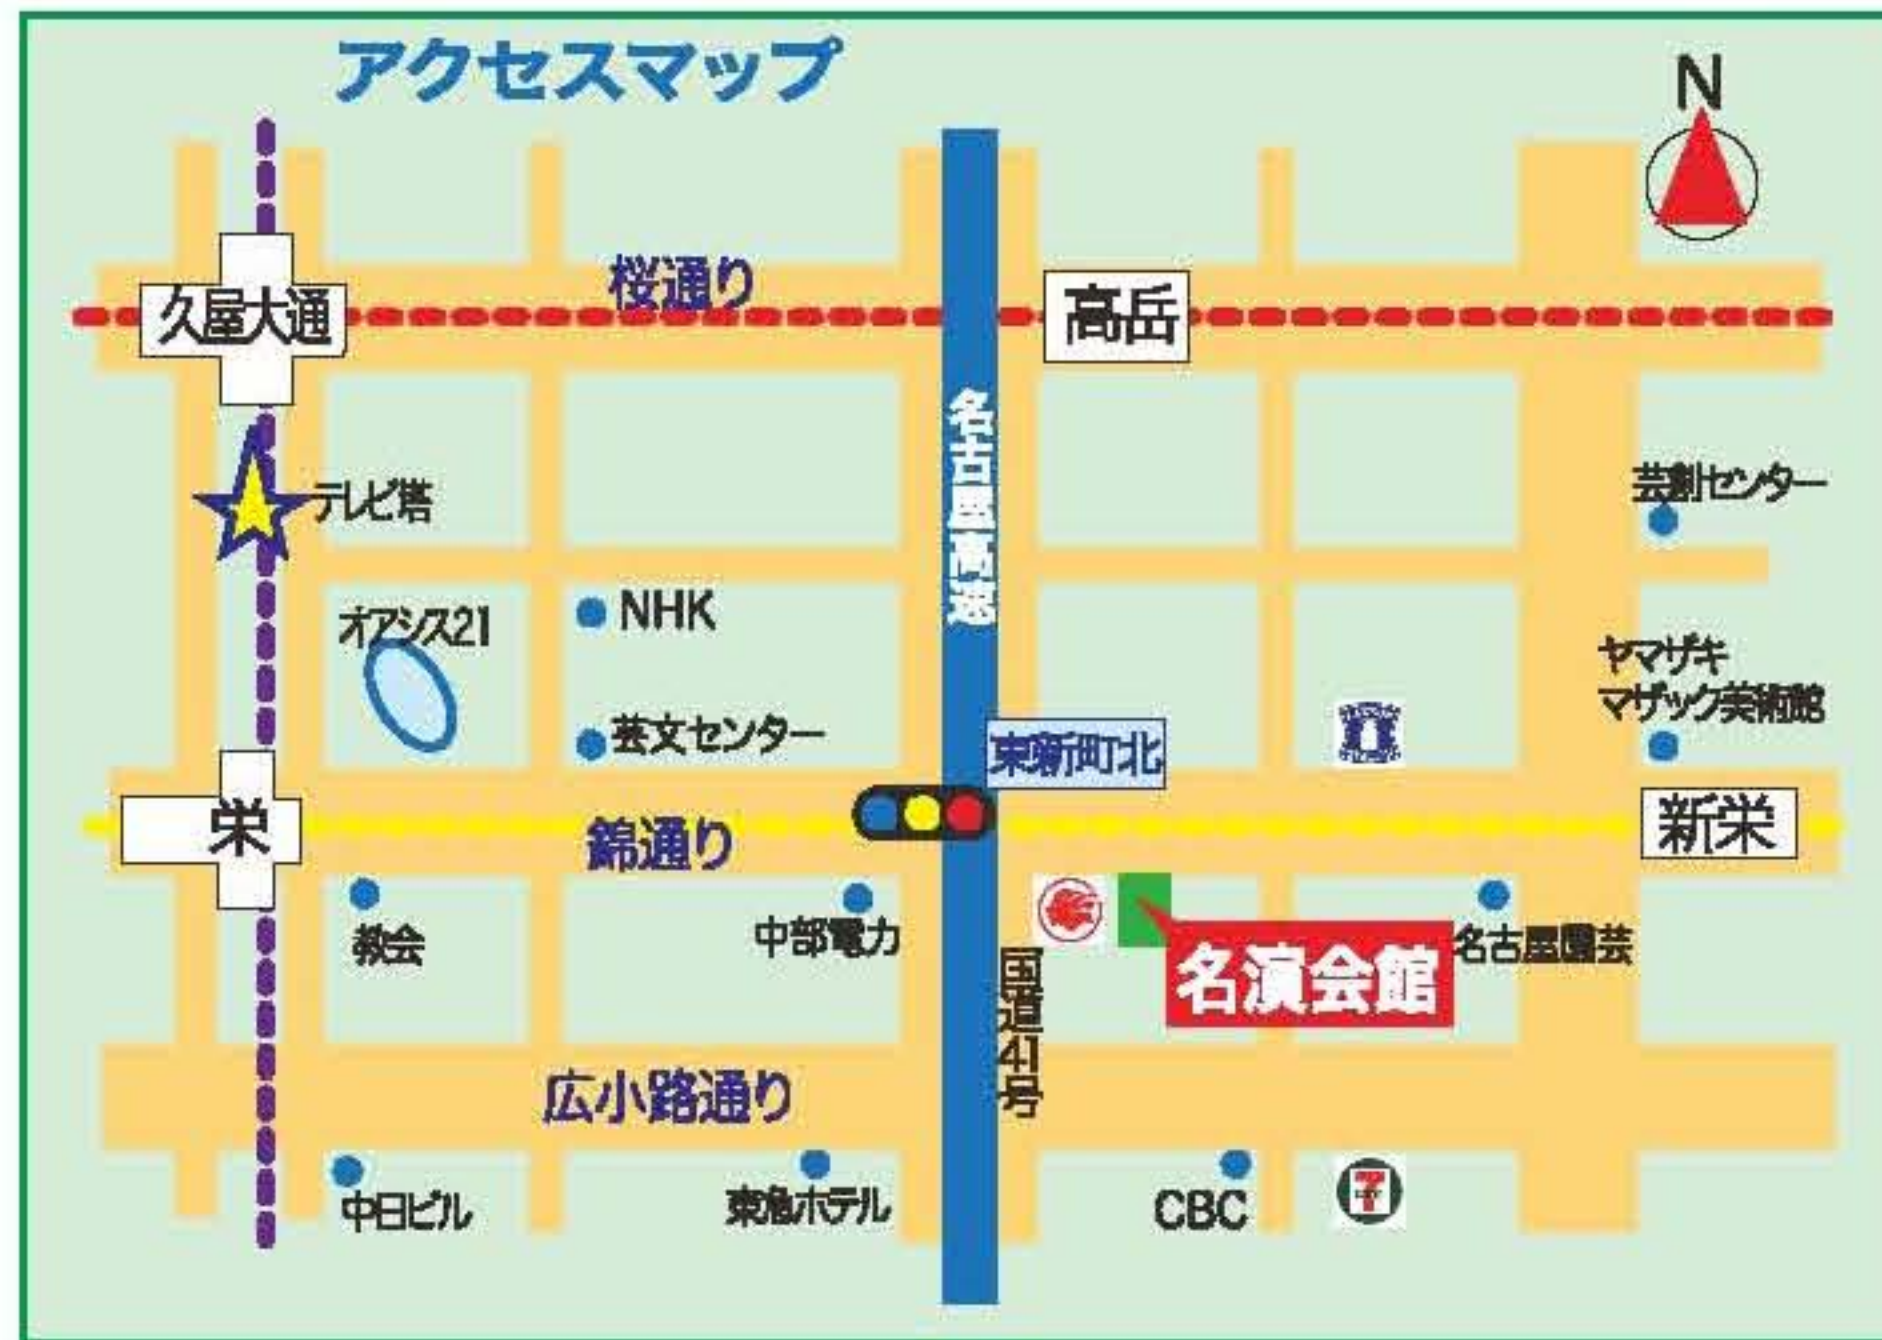 アクセスマップ
N
桜通り
久屋大通
高岳
名古屋高速
テレビ塔
芸創センター
オアシス21
NHK
ヤマザキ
マザック美術館
芸文センター
東新町北
栄
錦通り
新栄
教会
中部電力
国道41号
名演会館
名古屋園芸
広小路通り
中日ビル
東急ホテル
CBC
7